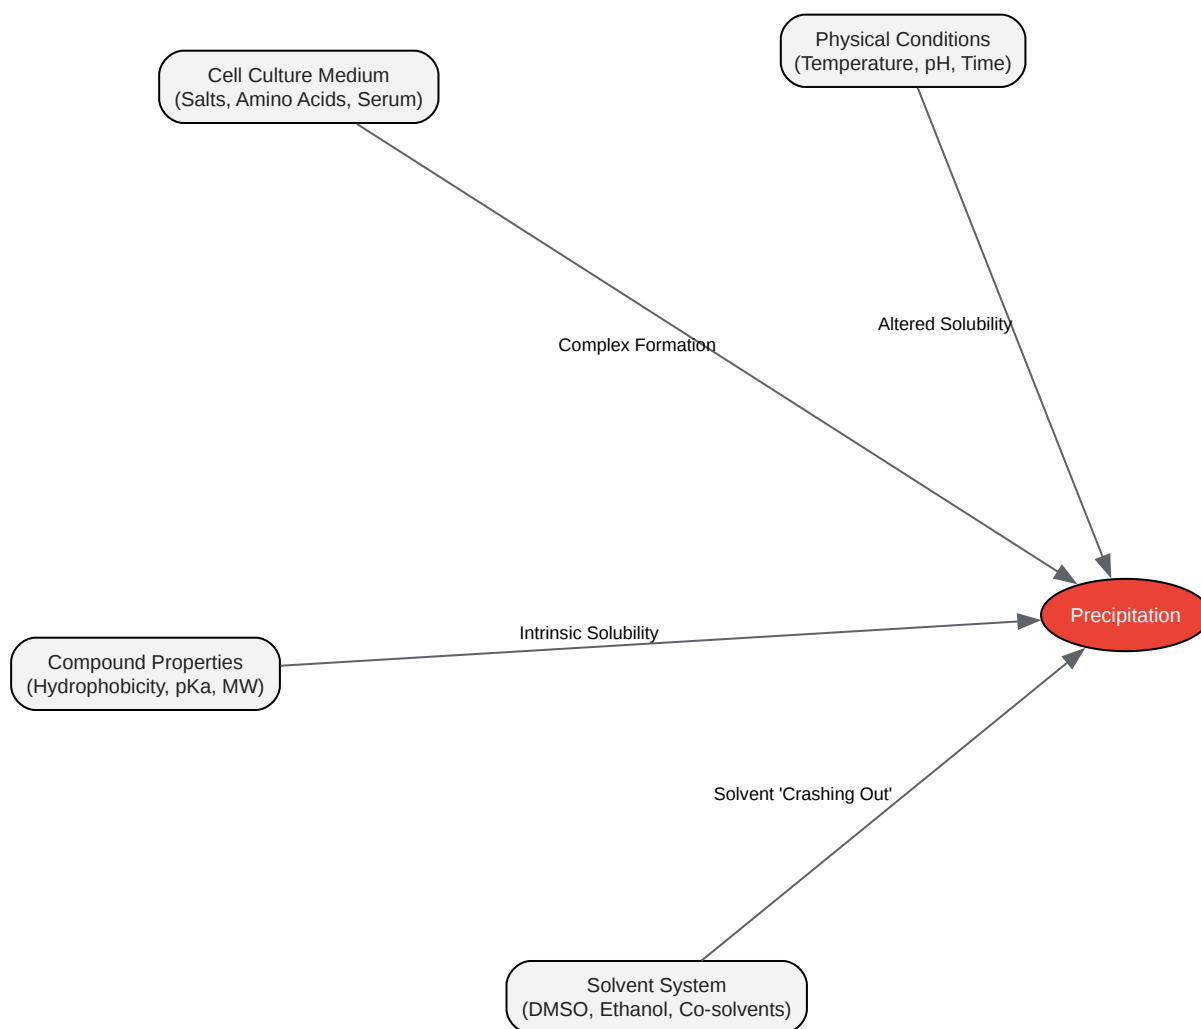 Physical Conditions
(Temperature, pH, Time)
Cell Culture Medium
(Salts, Amino Acids, Serum)
Altered Solubility
Complex Formation
Precipitation
Intrinsic Solubility
Compound Properties
(Hydrophobicity, pKa, MW)
Solvent 'Crashing Out'
Solvent System
(DMSO, Ethanol, Co-solvents)